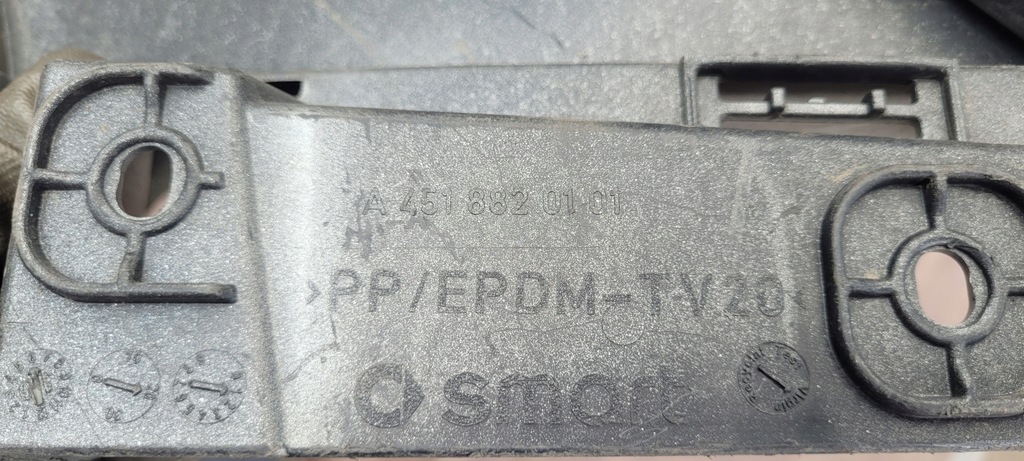 A 451 882 01 01
>PP/EPDM-TV20<
smart